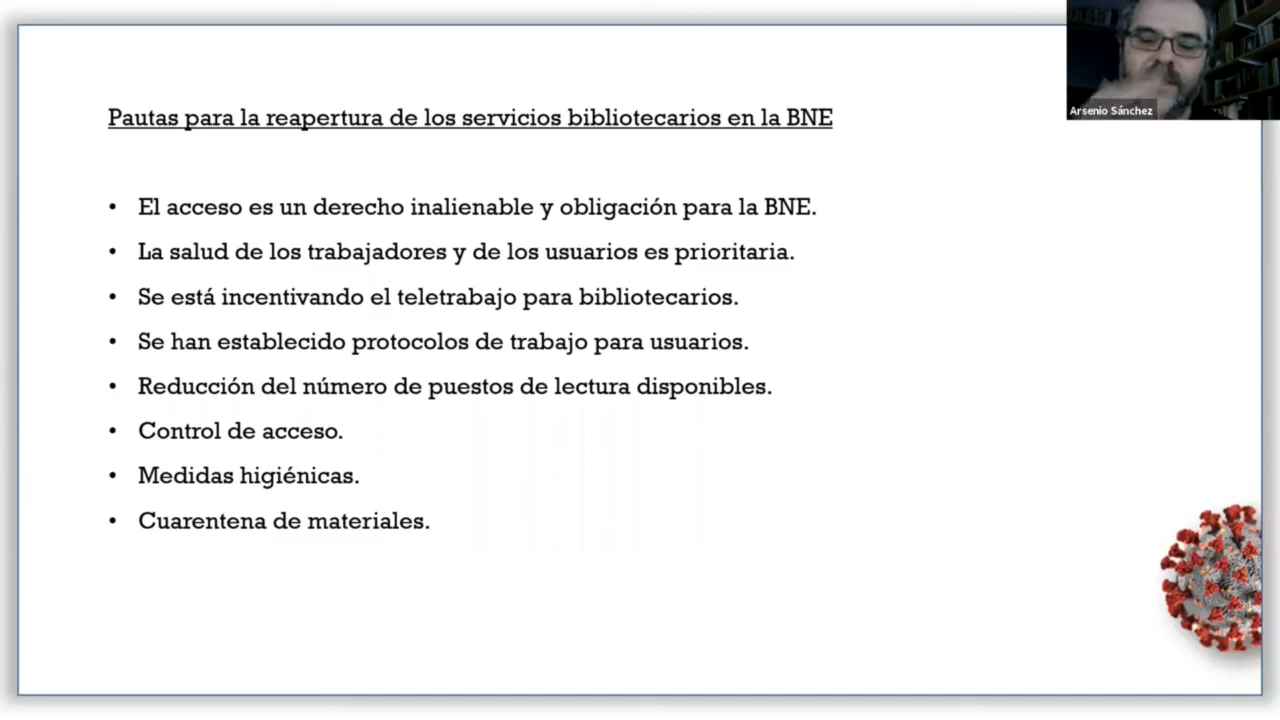 Pautas para la reapertura de los servicios bibliotecarios en la BNE
• El acceso es un derecho inalienable y obligación para la BNE.
• La salud de los trabajadores y de los usuarios es prioritaria.
• Se está incentivando el teletrabajo para bibliotecarios.
• Se han establecido protocolos de trabajo para usuarios.
• Reducción del número de puestos de lectura disponibles.
• Control de acceso.
• Medidas higiénicas.
• Cuarentena de materiales.
Arsenio Sánchez